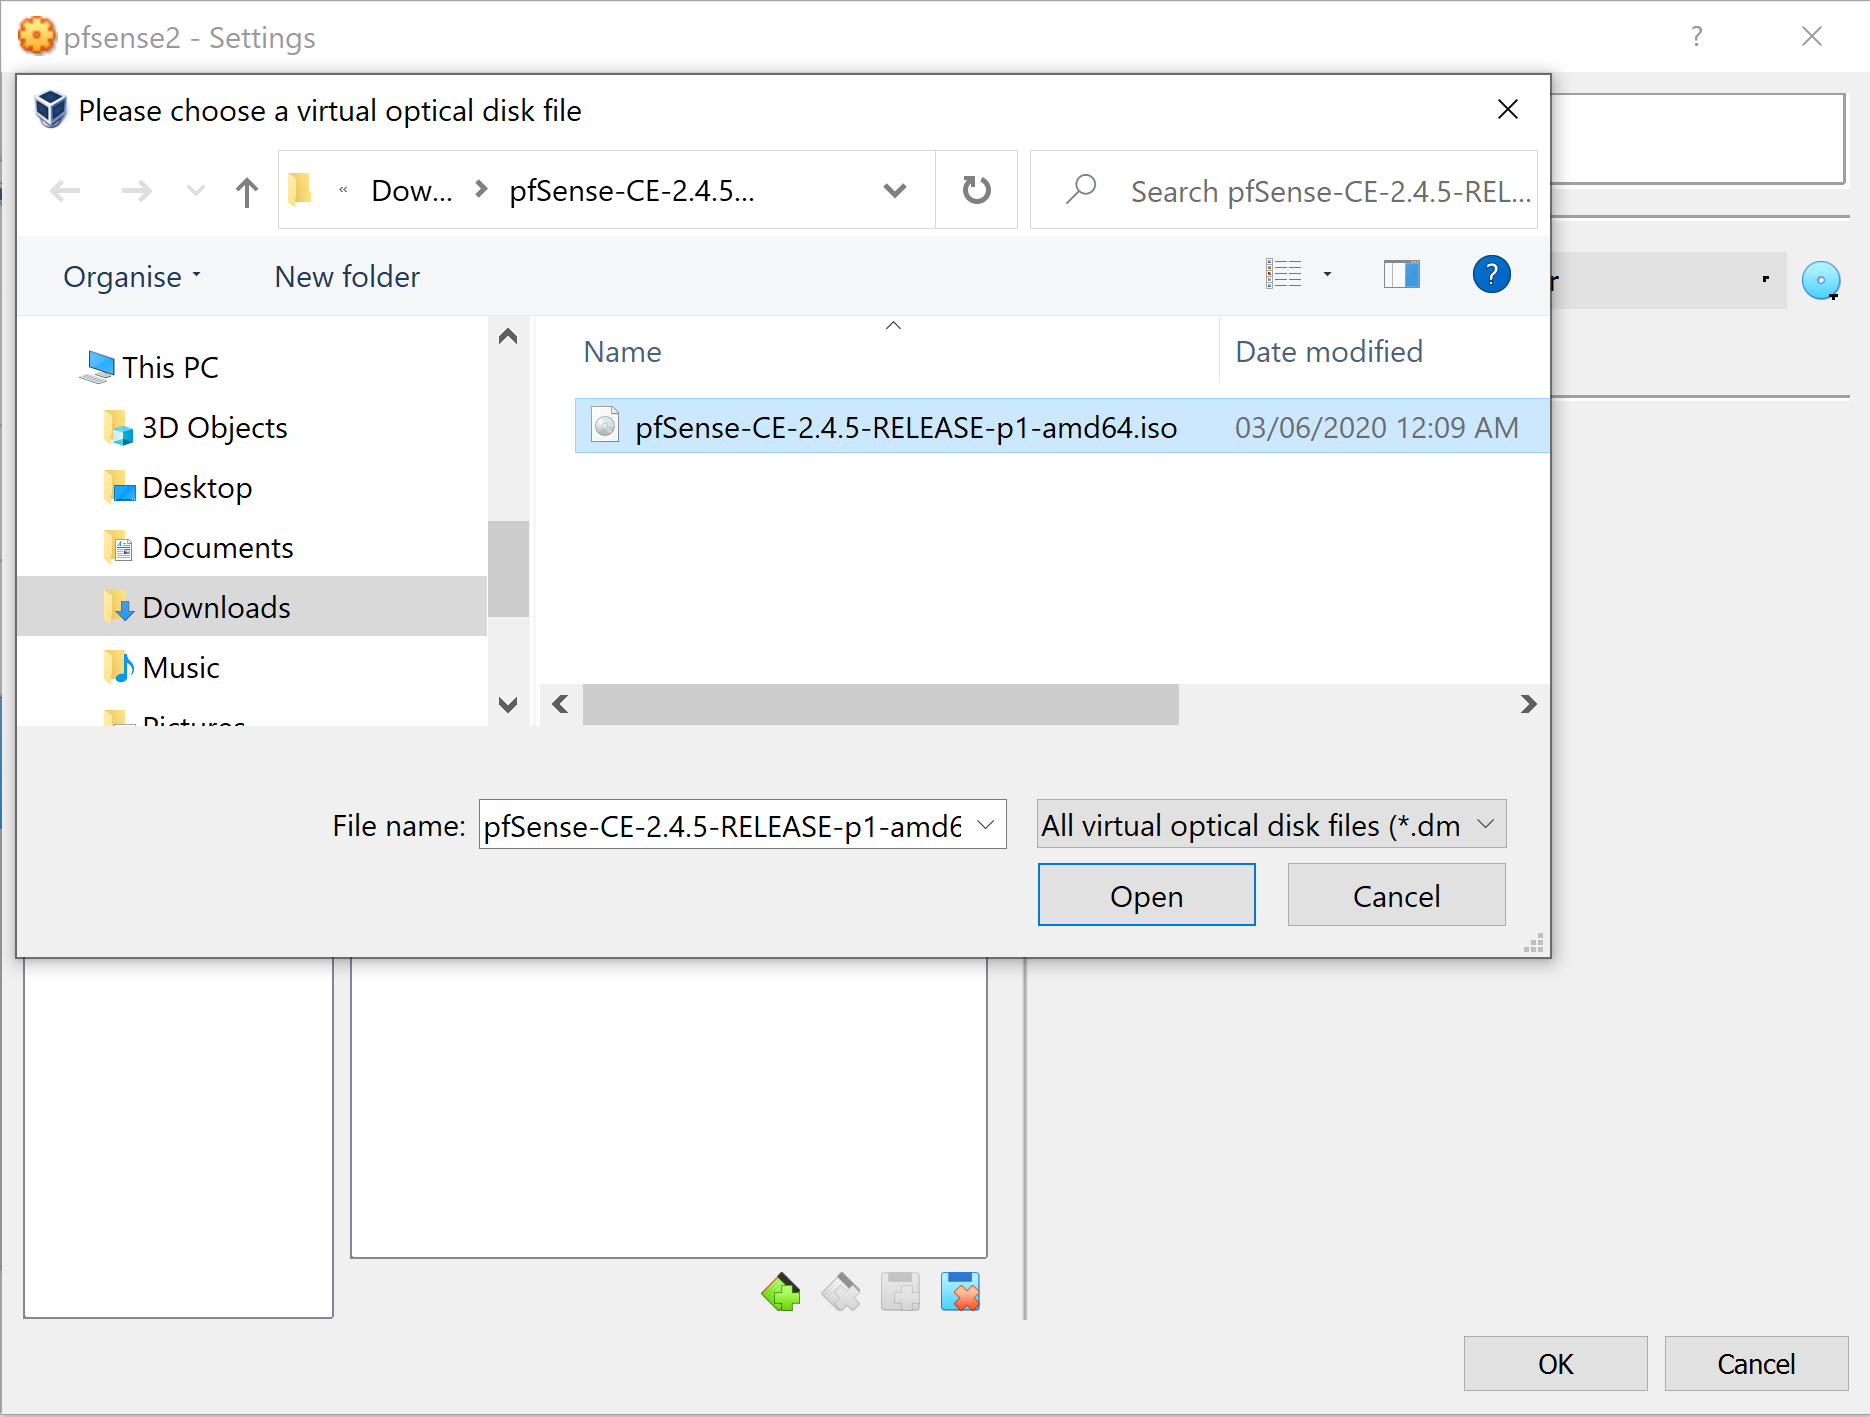 pfsense2 - Settings
?
Please choose a virtual optical disk file
« Dow... > pfSense-CE-2.4.5...
Search pfSense-CE-2.4.5-REL...
Organise
New folder
?
r
This PC
3D Objects
Desktop
Documents
Downloads
Music
Pictures
Name
Date modified
pfSense-CE-2.4.5-RELEASE-p1-amd64.iso
03/06/2020 12:09 AM
File name:
pfSense-CE-2.4.5-RELEASE-p1-amd6
All virtual optical disk files (*.dm
Open
Cancel
OK
Cancel